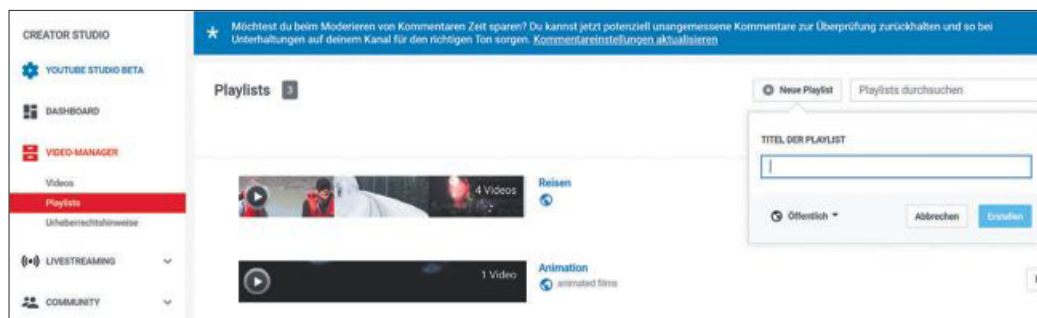 CREATOR STUDIO
YOUTUBE STUDIO BETA
DASHBOARD
VIDEO-MANAGER
Videos
Playlists
Urheberrechtshinweise
LIVESTREAMING
COMMUNITY
Möchtest du beim Moderieren von Kommentaren Zeit sparen? Du kannst jetzt potenziell unangemessene Kommentare zur Überprüfung zurückhalten und so bei
Unterhaltungen auf deinem Kanal für den richtigen Ton sorgen. Kommentareinstellungen aktualisieren
Playlists 3
Neue Playlist
Playlists durchsuchen
TITEL DER PLAYLIST
Öffentlich
Abbrechen
Erstellen
4 Videos
Reisen
1 Video
Animation
animated films